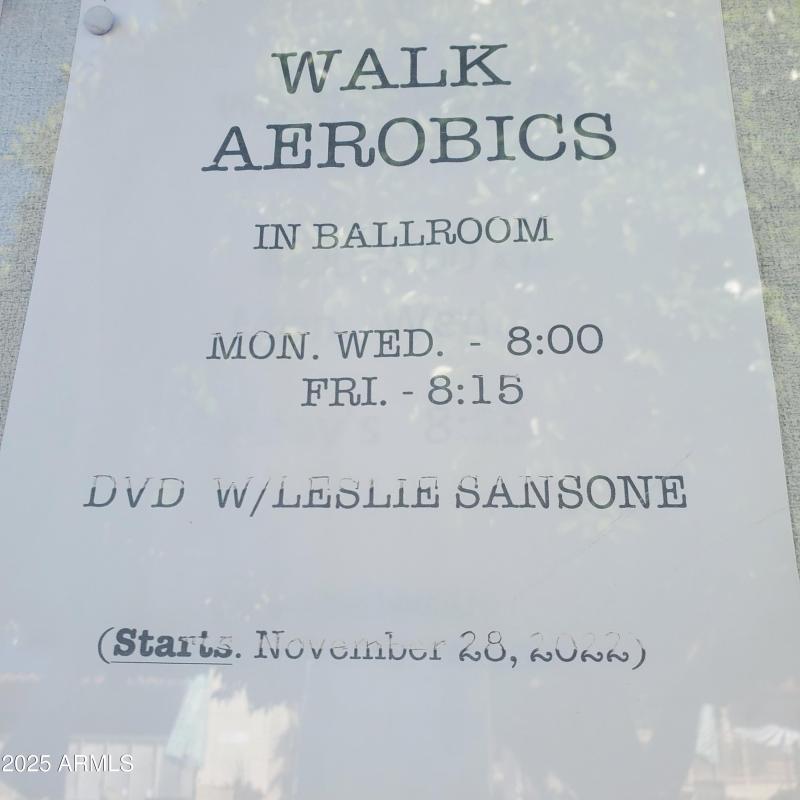 WALK
AEROBICS
IN BALLROOM
MON. WED. - 8:00
FRI. - 8:15
DVD W/LESLIE SANSONE
(Starts. November 28, 2022)
2025 ARMLS